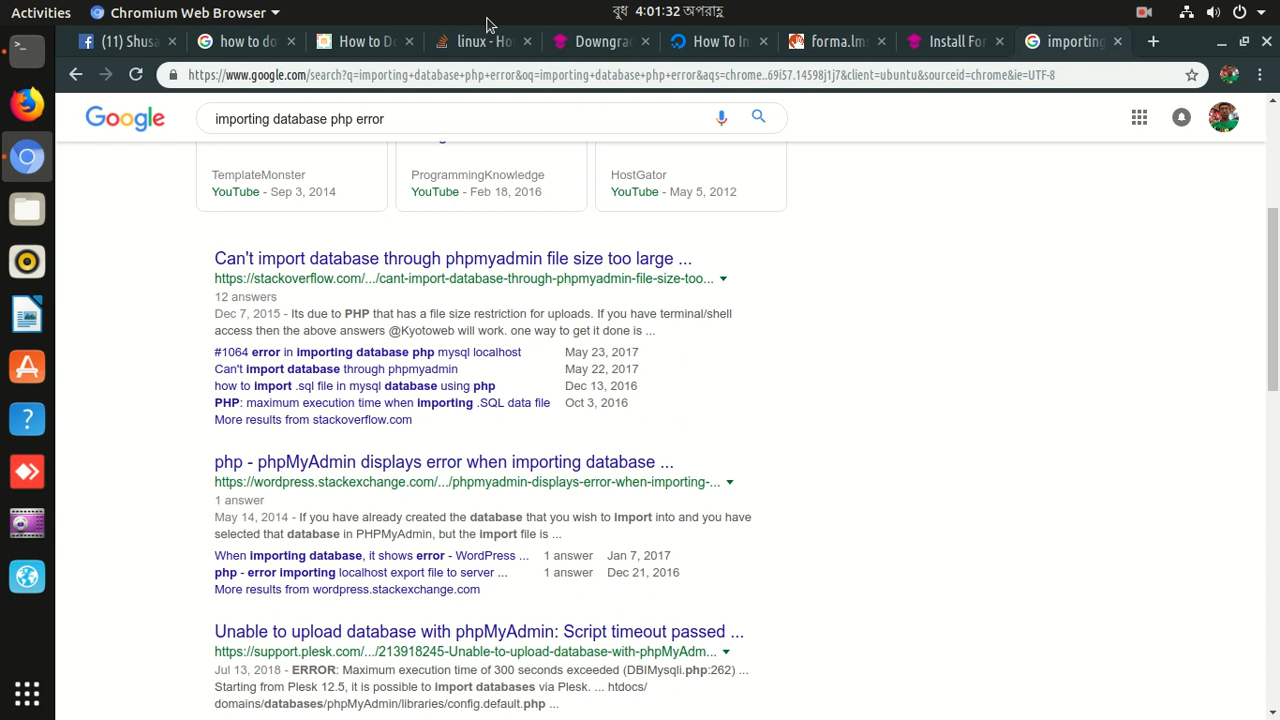 Activities
Chromium Web Browser
বুধ 4:01:32 অপরাহ্ণ
(11) Shusa
how to do
How to D
linux - Ho
Downgra
How To In
forma.lms
Install For
importing
https://www.google.com/search?q=importing+database+php+error&oq=importing+database+php+error&aqs=chrome..69i57.14598j1j7&client=ubuntu&sourceid=chrome&ie=UTF-8
Google
importing database php error
TemplateMonster
YouTube - Sep 3, 2014
ProgrammingKnowledge
YouTube - Feb 18, 2016
HostGator
YouTube - May 5, 2012
Can't import database through phpmyadmin file size too large ...
https://stackoverflow.com/.../cant-import-database-through-phpmyadmin-file-size-too...
12 answers
Dec 7, 2015 - Its due to PHP that has a file size restriction for uploads. If you have terminal/shell
access then the above answers @Kyotoweb will work. one way to get it done is ...
#1064 error in importing database php mysql localhost May 23, 2017
Can't import database through phpmyadmin May 22, 2017
how to import .sql file in mysql database using php Dec 13, 2016
PHP: maximum execution time when importing .SQL data file Oct 3, 2016
More results from stackoverflow.com
php - phpMyAdmin displays error when importing database ...
https://wordpress.stackexchange.com/.../phpmyadmin-displays-error-when-importing-...
1 answer
May 14, 2014 - If you have already created the database that you wish to import into and you have
selected that database in PHPMyAdmin, but the import file is ...
When importing database, it shows error - WordPress ... 1 answer Jan 7, 2017
php - error importing localhost export file to server ... 1 answer Dec 21, 2016
More results from wordpress.stackexchange.com
Unable to upload database with phpMyAdmin: Script timeout passed ...
https://support.plesk.com/.../213918245-Unable-to-upload-database-with-phpMyAdm...
Jul 13, 2018 - ERROR: Maximum execution time of 300 seconds exceeded (DBIMysqli.php:262) ...
Starting from Plesk 12.5, it is possible to import databases via Plesk. ... htdocs/
domains/databases/phpMyAdmin/libraries/config.default.php ...